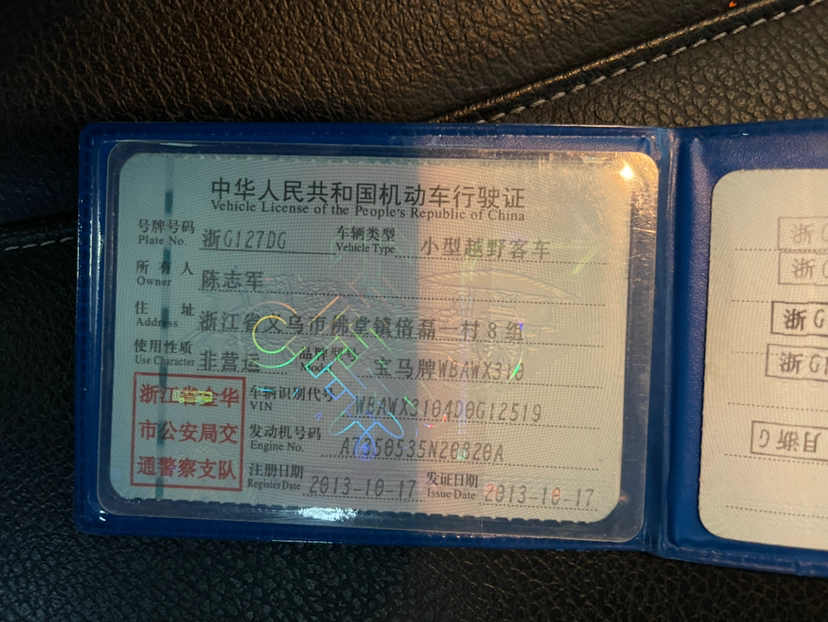 中华人民共和国机动车行驶证
Vehicle License of the People's Republic of China
号牌号码 浙G127DG 车辆类型 小型越野客车
Plate No. Vehicle Type
所有人 陈志军
Owner
住址 浙江省义乌市佛堂镇倍磊一村8组
Address
使用性质 非营运 品牌型号 宝马牌WBAWX310
Use Character Model
浙江省金华
市公安局交
通警察支队
车辆识别代号 WBAWX3104D0G12519
VIN
发动机号码 A7350535N20B20A
Engine No.
注册日期 2013-10-17 发证日期 2013-10-17
Register Date Issue Date
浙G
浙
浙G
浙G1